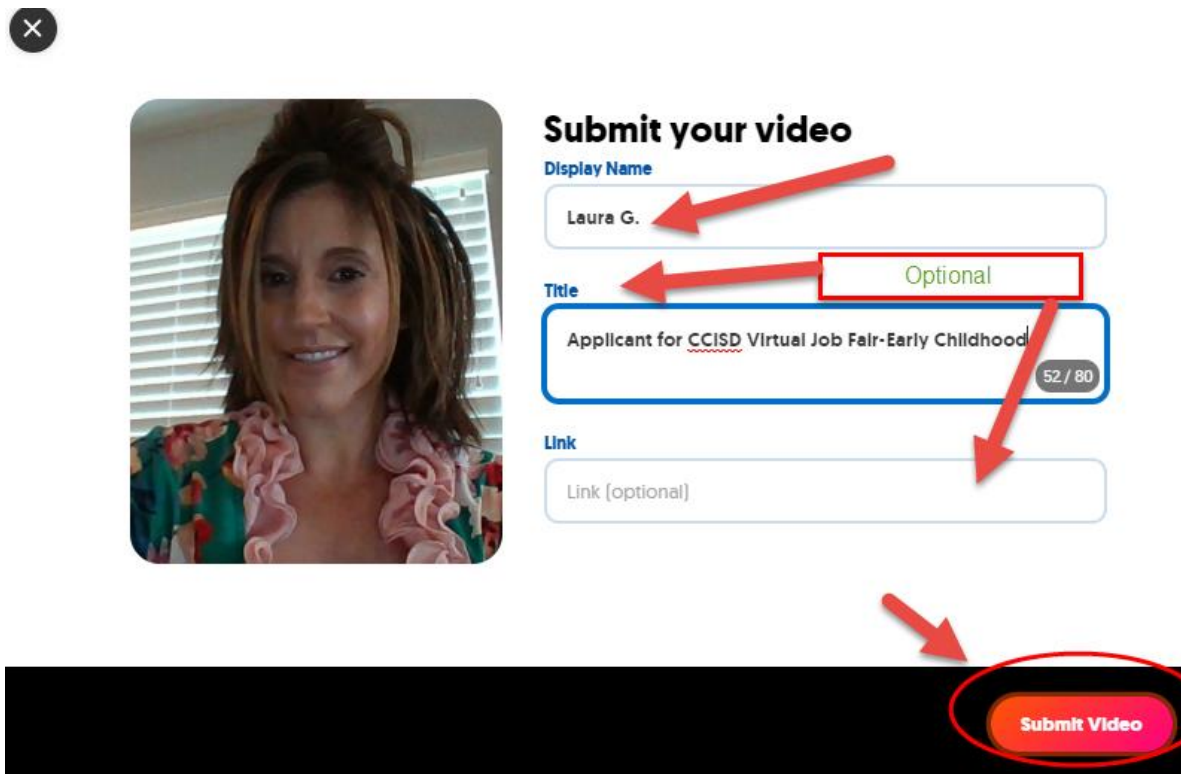 Submit your video
Display Name
Laura G.
Optional
Title
Applicant for CCISD Virtual Job Fair-Early Childhood
52 / 80
Link
Link (optional)
Submit Video